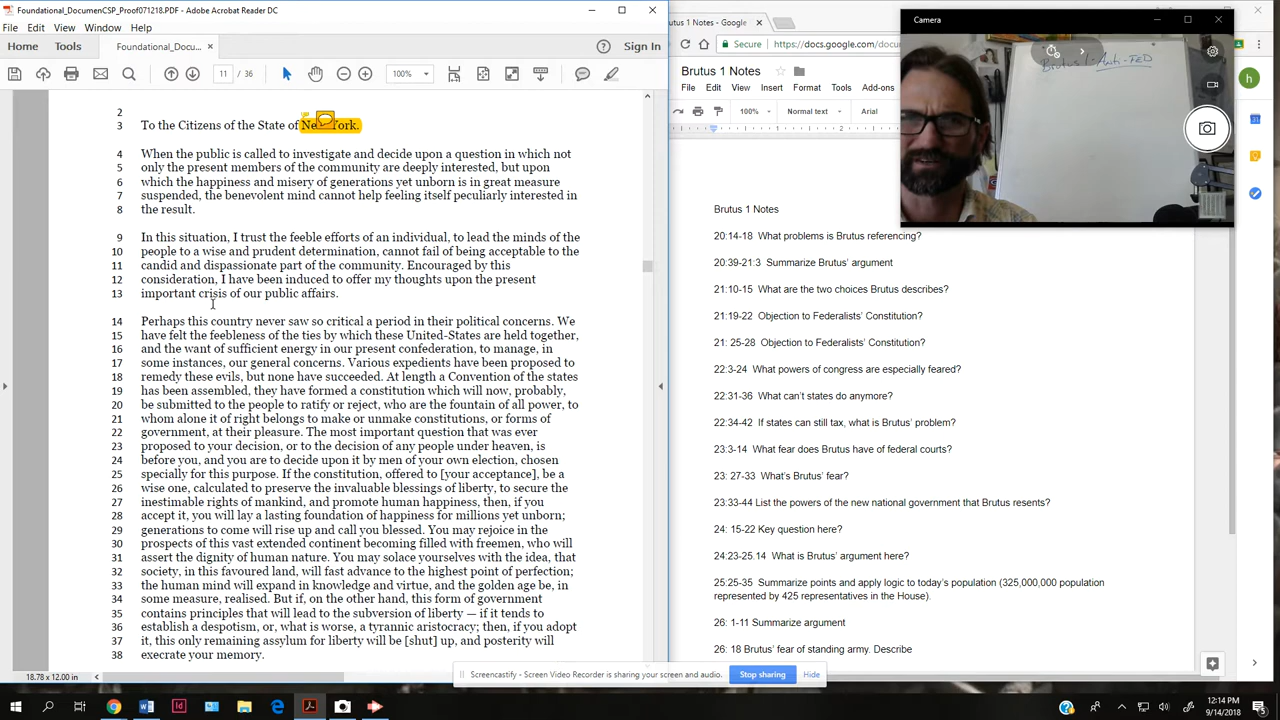 Foundational_DocumenCSP_Proof071218.PDF - Adobe Acrobat Reader DC
File Edit View Window Help
Home Tools Foundational_Docu... × Sign In
11 / 36 100%
2
3 To the Citizens of the State of New York.
4 When the public is called to investigate and decide upon a question in which not
5 only the present members of the community are deeply interested, but upon
6 which the happiness and misery of generations yet unborn is in great measure
7 suspended, the benevolent mind cannot help feeling itself peculiarly interested in
8 the result.
9 In this situation, I trust the feeble efforts of an individual, to lead the minds of the
10 people to a wise and prudent determination, cannot fail of being acceptable to the
11 candid and dispassionate part of the community. Encouraged by this
12 consideration, I have been induced to offer my thoughts upon the present
13 important crisis of our public affairs.
14 Perhaps this country never saw so critical a period in their political concerns. We
15 have felt the feebleness of the ties by which these United-States are held together,
16 and the want of sufficient energy in our present confederation, to manage, in
17 some instances, our general concerns. Various expedients have been proposed to
18 remedy these evils, but none have succeeded. At length a Convention of the states
19 has been assembled, they have formed a constitution which will now, probably,
20 be submitted to the people to ratify or reject, who are the fountain of all power, to
21 whom alone it of right belongs to make or unmake constitutions, or forms of
22 government, at their pleasure. The most important question that was ever
23 proposed to your decision, or to the decision of any people under heaven, is
24 before you, and you are to decide upon it by men of your own election, chosen
25 specially for this purpose. If the constitution, offered to [your acceptance], be a
26 wise one, calculated to preserve the invaluable blessings of liberty, to secure the
27 inestimable rights of mankind, and promote human happiness, then, if you
28 accept it, you will lay a lasting foundation of happiness for millions yet unborn;
29 generations to come will rise up and call you blessed. You may rejoice in the
30 prospects of this vast extended continent becoming filled with freemen, who will
31 assert the dignity of human nature. You may solace yourselves with the idea, that
32 society, in this favoured land, will fast advance to the highest point of perfection;
33 the human mind will expand in knowledge and virtue, and the golden age be, in
34 some measure, realised. But if, on the other hand, this form of government
35 contains principles that will lead to the subversion of liberty — if it tends to
36 establish a despotism, or, what is worse, a tyrannic aristocracy; then, if you adopt
37 it, this only remaining assylum for liberty will be [shut] up, and posterity will
38 execrate your memory.
18.78 x 12.00 in
Brutus 1 Notes - Google
Secure https://docs.google.com/docu
Brutus 1 Notes
File Edit View Insert Format Tools Add-ons
100% Normal text Arial
1 2
Camera
Brutus 1: Anti-FED
h
31
Brutus 1 Notes
20:14-18 What problems is Brutus referencing?
20:39-21:3 Summarize Brutus' argument
21:10-15 What are the two choices Brutus describes?
21:19-22 Objection to Federalists' Constitution?
21: 25-28 Objection to Federalists' Constitution?
22:3-24 What powers of congress are especially feared?
22:31-36 What can't states do anymore?
22:34-42 If states can still tax, what is Brutus' problem?
23:3-14 What fear does Brutus have of federal courts?
23: 27-33 What's Brutus' fear?
23:33-44 List the powers of the new national government that Brutus resents?
24: 15-22 Key question here?
24:23-25.14 What is Brutus' argument here?
25:25-35 Summarize points and apply logic to today's population (325,000,000 population
represented by 425 representatives in the House).
26: 1-11 Summarize argument
26: 18 Brutus' fear of standing army. Describe
Screencastify - Screen Video Recorder is sharing your screen and audio. Stop sharing Hide
12:14 PM
9/14/2018
5